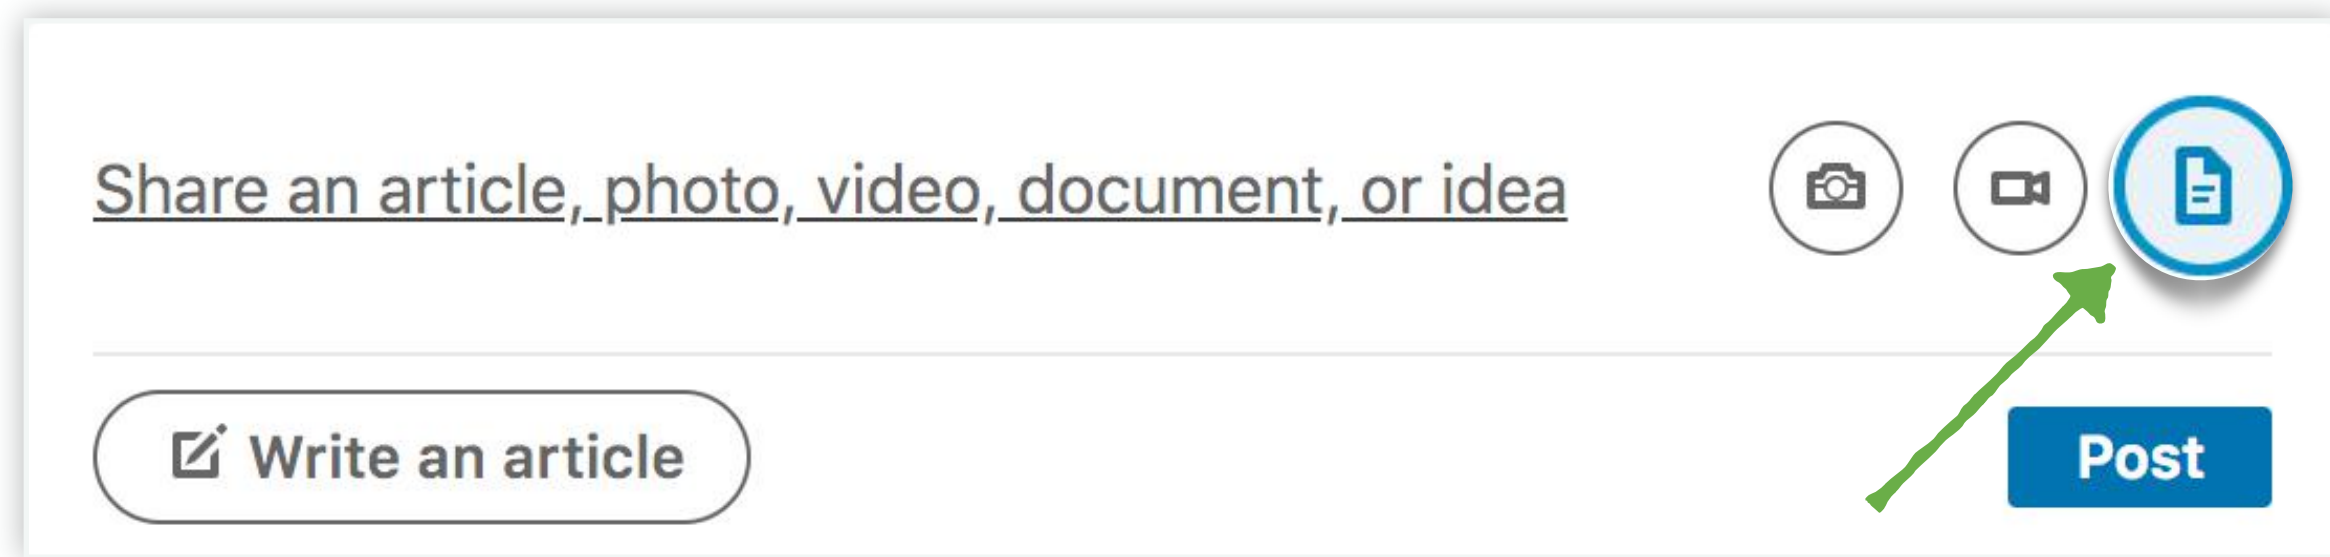 Share an article, photo, video, document, or idea
Write an article
Post